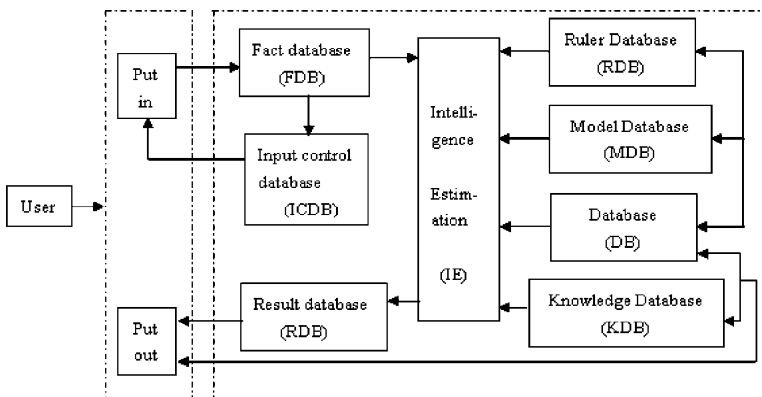 User
Put
in
Put
out
Fact database
(FDB)
Input control
database
(ICDB)
Result database
(RDB)
Intelli-
gence
Estim-
ation
(IE)
Ruler Database
(RDB)
Model Database
(MDB)
Database
(DB)
Knowledge Database
(KDB)